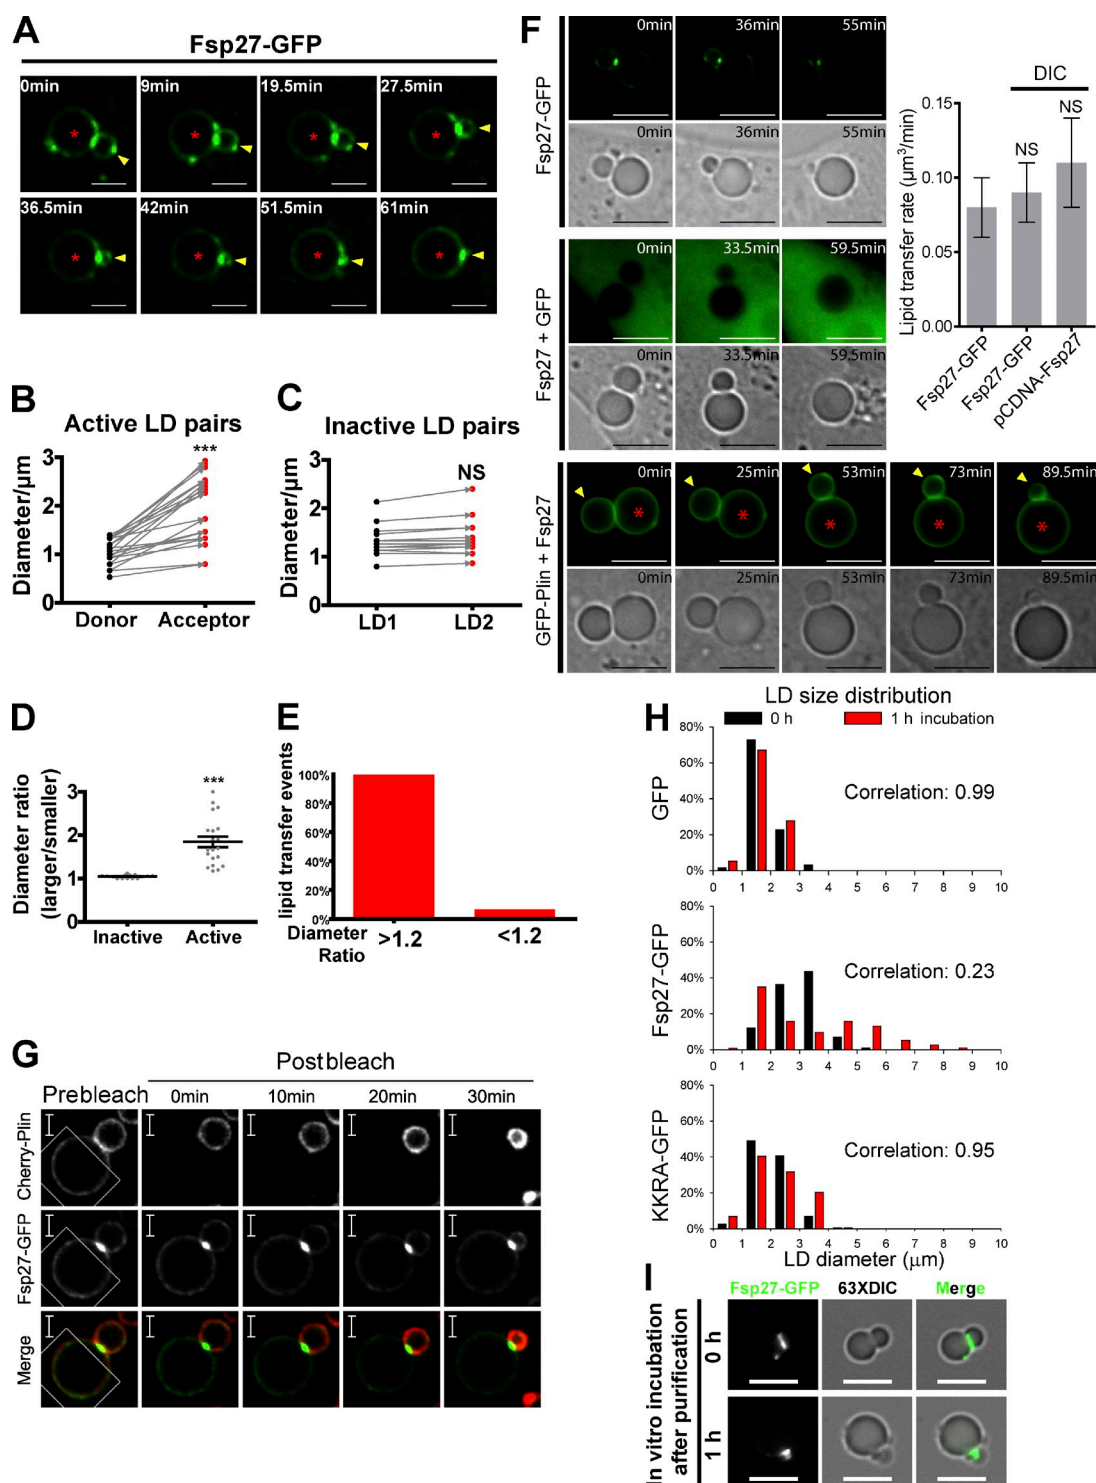 A
Fsp27-GFP
0min 9min 19.5min 27.5min
* * * *
36.5min 42min 51.5min 61min
* * * *
B
Active LD pairs
***
Diameter/µm
3
2
1
0
Donor Acceptor
C
Inactive LD pairs
NS
Diameter/µm
3
2
1
0
LD1 LD2
D
Diameter ratio
(larger/smaller)
***
3
2
1
0
Inactive Active
E
lipid transfer events
100%
80%
60%
40%
20%
0%
Diameter
Ratio
>1.2 <1.2
F
Fsp27-GFP
0min 36min 55min
0min 36min 55min
Fsp27 + GFP
0min 33.5min 59.5min
0min 33.5min 59.5min
GFP-Plin + Fsp27
0min 25min 53min 73min 89.5min
* * * * *
0min 25min 53min 73min 89.5min
DIC
NS
NS
Lipid transfer rate (µm³/min)
0.15
0.10
0.05
0.00
Fsp27-GFP
Fsp27-GFP
pCDNA-Fsp27
G
Postbleach
Prebleach 0min 10min 20min 30min
Cherry-Plin
Fsp27-GFP
Merge
H
LD size distribution
0 h 1 h incubation
GFP
80%
60%
40%
20%
0%
Correlation: 0.99
0 1 2 3 4 5 6 7 8 9 10
Fsp27-GFP
80%
60%
40%
20%
0%
Correlation: 0.23
0 1 2 3 4 5 6 7 8 9 10
KKRA-GFP
80%
60%
40%
20%
0%
Correlation: 0.95
0 1 2 3 4 5 6 7 8 9 10
LD diameter (µm)
I
Fsp27-GFP 63XDIC Merge
In vitro incubation
after purification
0 h
1 h